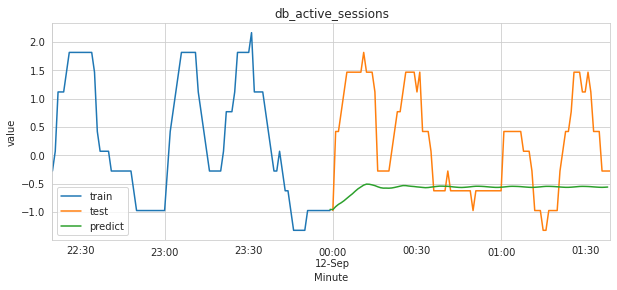 db_active_sessions
value
2.0
1.5
1.0
0.5
0.0
−0.5
−1.0
train
test
predict
22:30
23:00
23:30
00:00
12-Sep
00:30
01:00
01:30
Minute